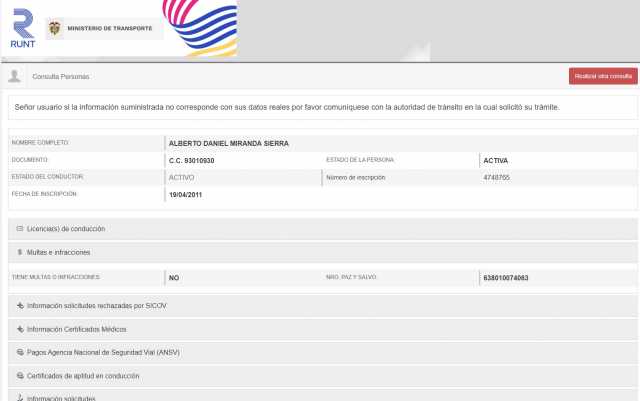 RUNT
MINISTERIO DE TRANSPORTE
Consulta Personas
Realizar otra consulta
Señor usuario si la información suministrada no corresponde con sus datos reales por favor comuniquese con la autoridad de tránsito en la cual solicitó su trámite.
NOMBRE COMPLETO: ALBERTO DANIEL MIRANDA SIERRA
DOCUMENTO: C.C. 93010930 ESTADO DE LA PERSONA: ACTIVA
ESTADO DEL CONDUCTOR: ACTIVO Número de inscripción 4748765
FECHA DE INSCRIPCIÓN: 19/04/2011
Licencia(s) de conducción
$ Multas e infracciones
TIENE MULTAS O INFRACCIONES: NO NRO. PAZ Y SALVO: 638010074063
Información solicitudes rechazadas por SICOV
Información Certificados Médicos
Pagos Agencia Nacional de Seguridad Vial (ANSV)
Certificados de aptitud en conducción
Información solicitudes